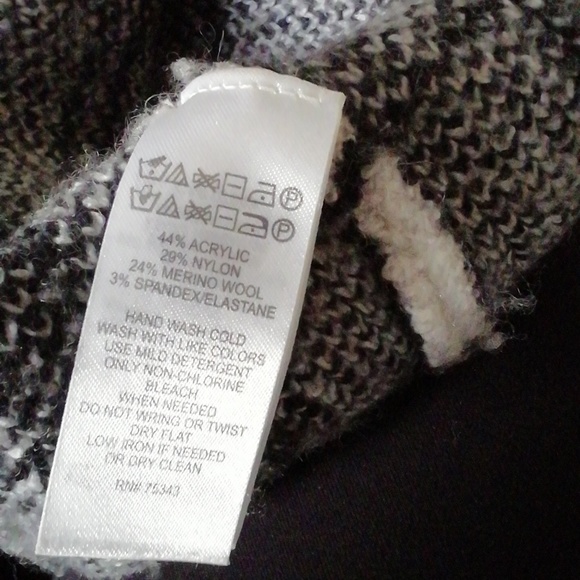 44% ACRYLIC
29% NYLON
24% MERINO WOOL
3% SPANDEX/ELASTANE
HAND WASH COLD
WASH WITH LIKE COLORS
USE MILD DETERGENT
ONLY NON-CHLORINE
BLEACH
WHEN NEEDED
DO NOT WRING OR TWIST
DRY FLAT
LOW IRON IF NEEDED
OR DRY CLEAN
RN# 75343